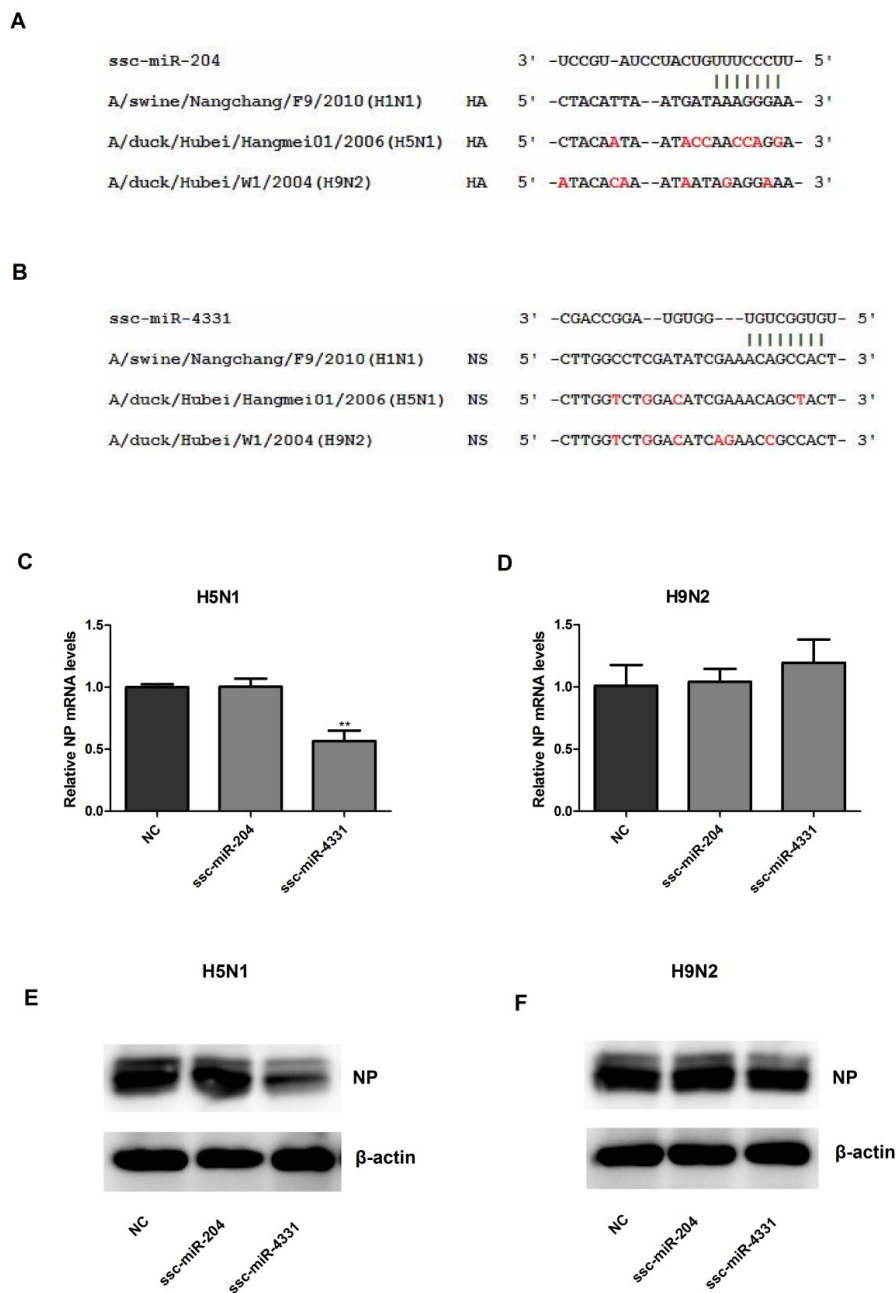 A
ssc-miR-204 3' -UCCGU-AUCCUACUGUUUCCCUU- 5'
A/swine/Nangchang/F9/2010(H1N1) HA 5' -CTACATTA--ATGATAAAGGGAA- 3'
A/duck/Hubei/Hangmei01/2006(H5N1) HA 5' -CTACAATA--ATACCAACCAGGA- 3'
A/duck/Hubei/W1/2004(H9N2) HA 5' -ATACACAA--ATAATAGAGGAAA- 3'
B
ssc-miR-4331 3' -CGACCGGA--UGUGG---UGUCGGUGU- 5'
A/swine/Nangchang/F9/2010(H1N1) NS 5' -CTTGGCCTCGATATCGAAACAGCCACT- 3'
A/duck/Hubei/Hangmei01/2006(H5N1) NS 5' -CTTGGTCTGGACATCGAAACAGCTACT- 3'
A/duck/Hubei/W1/2004(H9N2) NS 5' -CTTGGTCTGGACATCAGAACCGCCACT- 3'
C
H5N1
Relative NP mRNA levels
1.5
1.0
0.5
0.0
**
NC
ssc-miR-204
ssc-miR-4331
D
H9N2
Relative NP mRNA levels
1.5
1.0
0.5
0.0
NC
ssc-miR-204
ssc-miR-4331
E
H5N1
NP
β-actin
NC
ssc-miR-204
ssc-miR-4331
F
H9N2
NP
β-actin
NC
ssc-miR-204
ssc-miR-4331